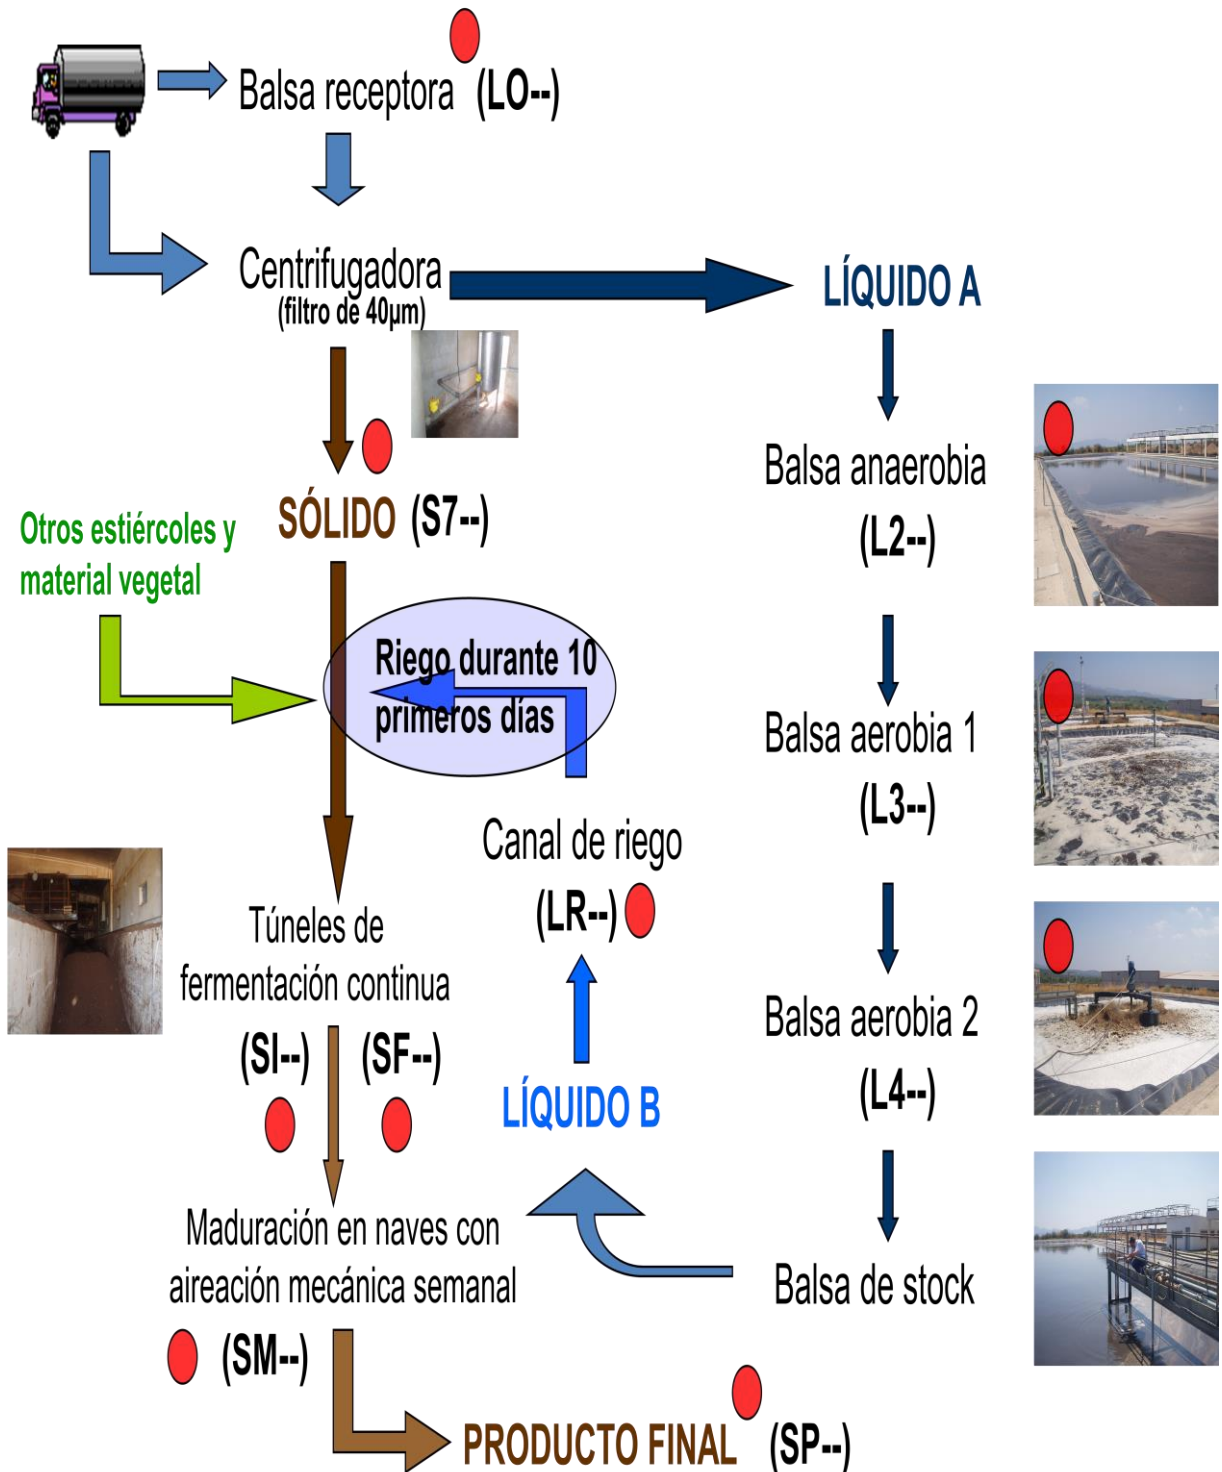 Balsa receptora (LO--)
Centrifugadora
(filtro de 40µm)
LÍQUIDO A
Balsa anaerobia
(L2--)
SÓLIDO (S7--)
Otros estiércoles y
material vegetal
Riego durante 10
primeros días
Balsa aerobia 1
(L3--)
Canal de riego
(LR--)
Túneles de
fermentación continua
(SI--) (SF--)
Balsa aerobia 2
(L4--)
LÍQUIDO B
Maduración en naves con
aireación mecánica semanal
(SM--)
Balsa de stock
PRODUCTO FINAL (SP--)